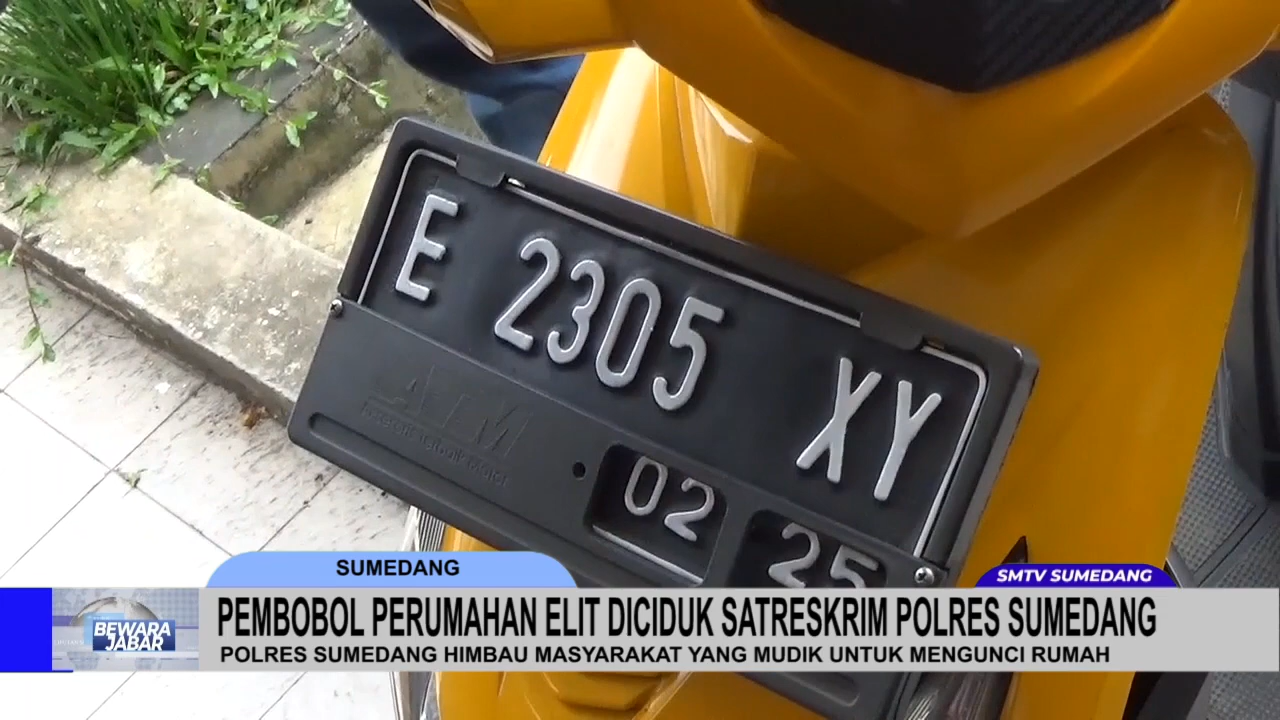 E 2305 XY
02 25
SUMEDANG
SMTV SUMEDANG
BEWARA
JABAR
PEMBOBOL PERUMAHAN ELIT DICIDUK SATRESKRIM POLRES SUMEDANG
POLRES SUMEDANG HIMBAU MASYARAKAT YANG MUDIK UNTUK MENGUNCI RUMAH